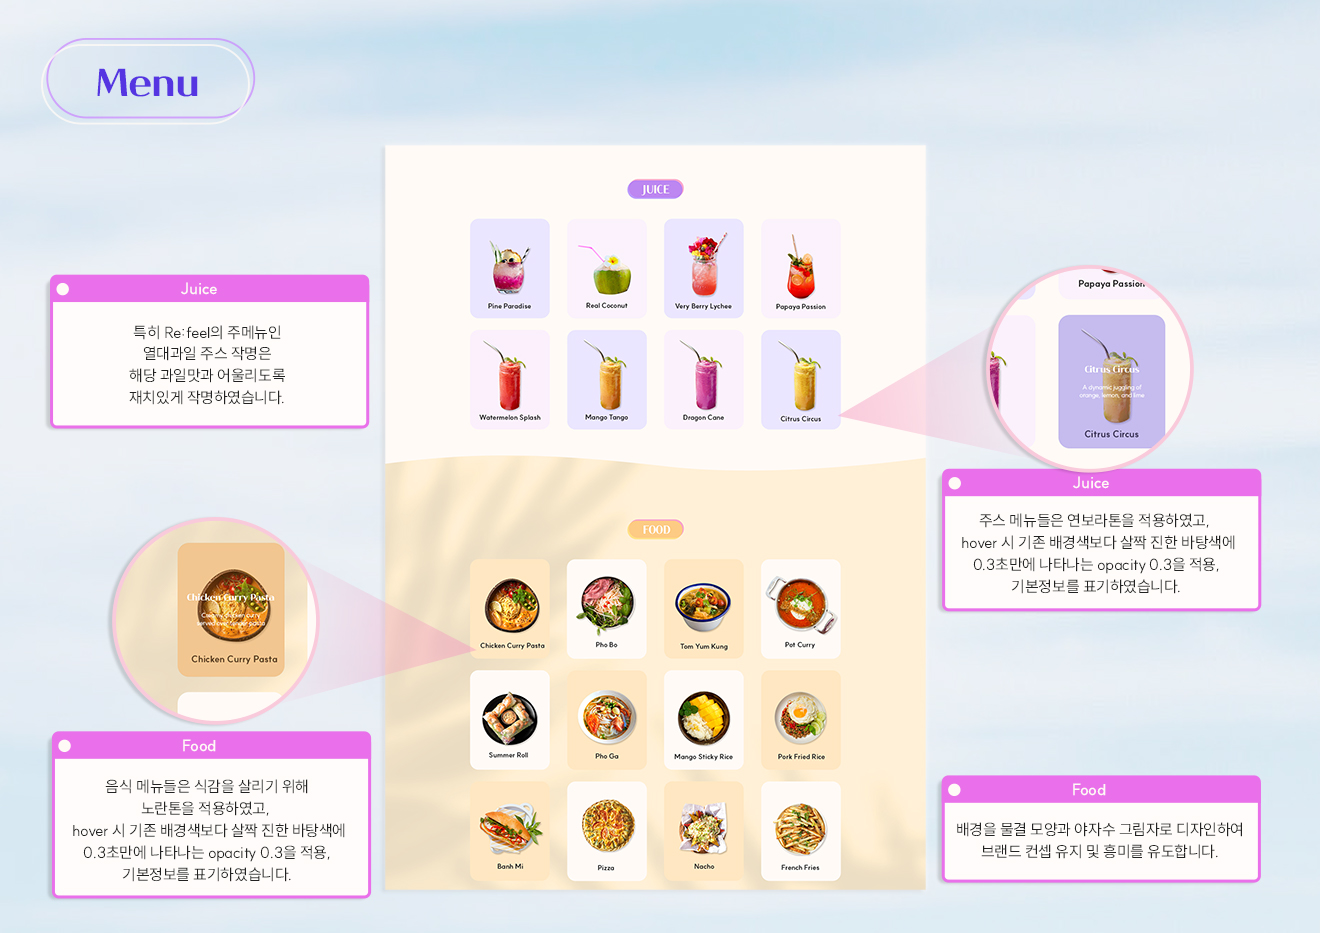 Menu
JUICE
Pine Paradise
Real Coconut
Very Berry Lychee
Papaya Passion
Watermelon Splash
Mango Tango
Dragon Cane
Citrus Circus
Juice
특히 Re:feel의 주메뉴인
열대과일 주스 작명은
해당 과일맛과 어울리도록
재치있게 작명하였습니다.
Papaya Passion
Citrus Circus
A dynamic juggling of
orange, lemon, and lime
Citrus Circus
Juice
주스 메뉴들은 연보라톤을 적용하였고,
hover 시 기존 배경색보다 살짝 진한 바탕색에
0.3초만에 나타나는 opacity 0.3을 적용,
기본정보를 표기하였습니다.
FOOD
Chicken Curry Pasta
Pho Bo
Tom Yum Kung
Pot Curry
Summer Roll
Pho Ga
Mango Sticky Rice
Pork Fried Rice
Banh Mi
Pizza
Nacho
French Fries
Chicken Curry Pasta
Chicken Curry Pasta
Food
음식 메뉴들은 식감을 살리기 위해
노란톤을 적용하였고,
hover 시 기존 배경색보다 살짝 진한 바탕색에
0.3초만에 나타나는 opacity 0.3을 적용,
기본정보를 표기하였습니다.
Food
배경을 물결 모양과 야자수 그림자로 디자인하여
브랜드 컨셉 유지 및 흥미를 유도합니다.